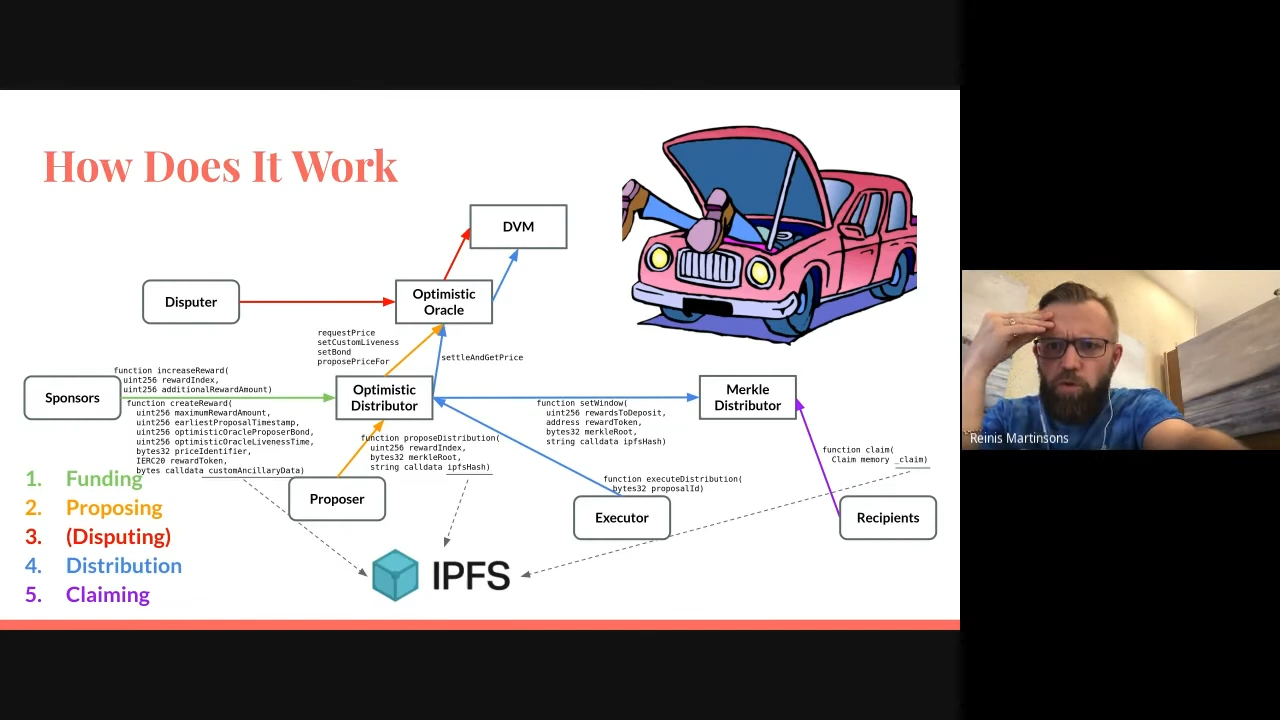 How Does It Work
DVM
Disputer
Optimistic
Oracle
requestPrice
setCustomLiveness
setBond
proposePriceFor
settleAndGetPrice
function increaseReward(
uint256 rewardIndex,
uint256 additionalRewardAmount)
Sponsors
function createReward(
uint256 maximumRewardAmount,
uint256 earliestProposalTimestamp,
uint256 optimisticOracleProposerBond,
uint256 optimisticOracleLivenessTime,
bytes32 priceIdentifier,
IERC20 rewardToken,
bytes calldata customAncillaryData)
Optimistic
Distributor
function proposeDistribution(
uint256 rewardIndex,
bytes32 merkleRoot,
string calldata ipfsHash)
function setWindow(
uint256 rewardsToDeposit,
address rewardToken,
bytes32 merkleRoot,
string calldata ipfsHash)
Merkle
Distributor
function claim(
Claim memory _claim)
function executeDistribution(
bytes32 proposalId)
Proposer
Executor
Recipients
1. Funding
2. Proposing
3. (Disputing)
4. Distribution
5. Claiming
IPFS
Reinis Martinsons